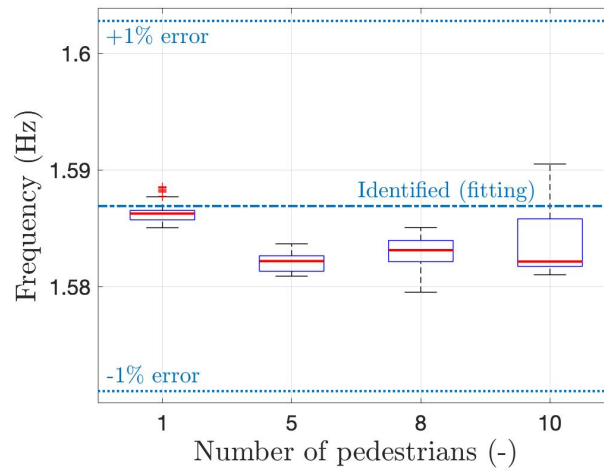 +1% error
1.6
1.59
Identified (fitting)
1.58
-1% error
Frequency (Hz)
1 5 8 10
Number of pedestrians (-)